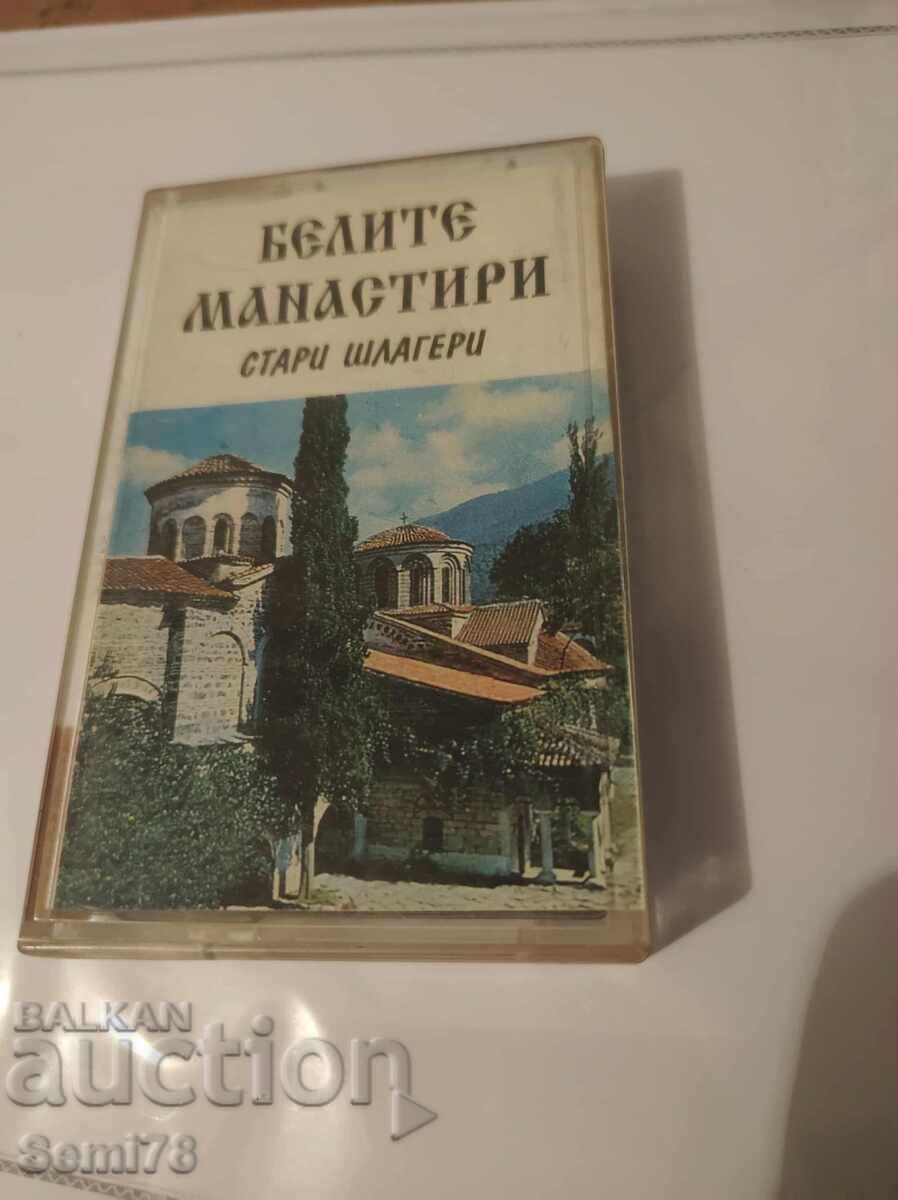 БЕЛИТЕ
МАНАСТИРИ
СТАРИ ШЛАГЕРИ
BALKAN
auction
Semi78